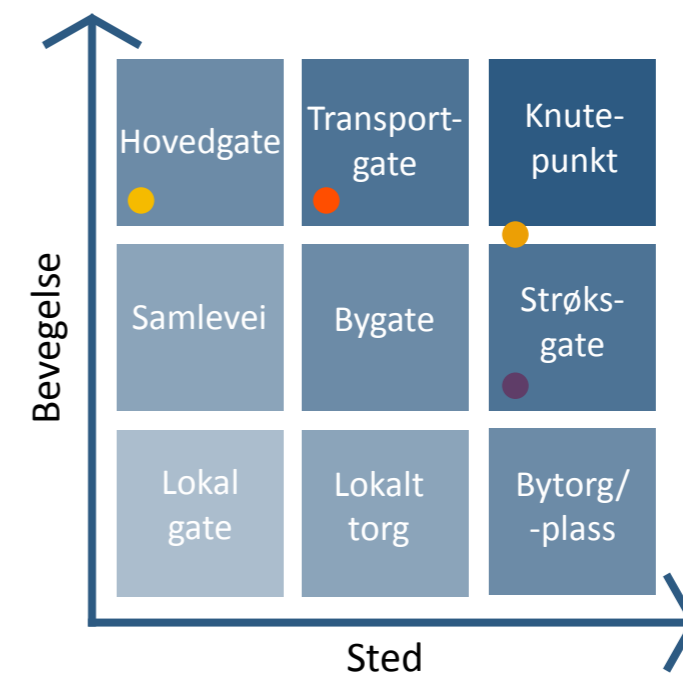 Hovedgate
Transport-
gate
Knute-
punkt
Samlevei
Bygate
Strøks-
gate
Lokal
gate
Lokalt
torg
Bytorg/
-plass
Bevegelse
Sted